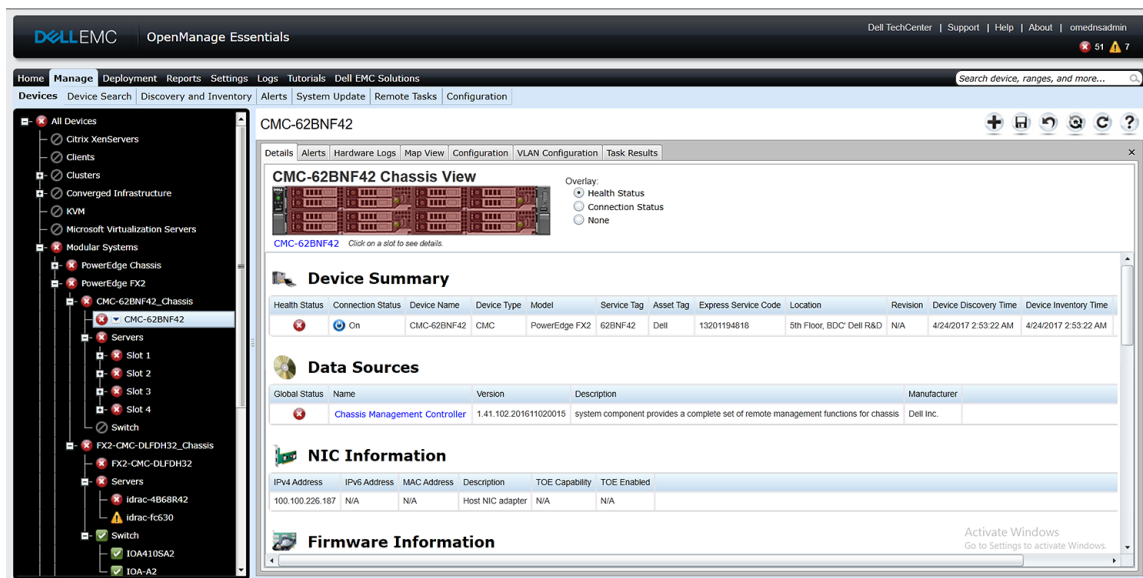 DELLEMC OpenManage Essentials
Dell TechCenter | Support | Help | About | omednsadmin
51 7
Home Manage Deployment Reports Settings Logs Tutorials Dell EMC Solutions
Search device, ranges, and more...
Devices Device Search Discovery and Inventory Alerts System Update Remote Tasks Configuration
All Devices
Citrix XenServers
Clients
Clusters
Converged Infrastructure
KVM
Microsoft Virtualization Servers
Modular Systems
PowerEdge Chassis
PowerEdge FX2
CMC-62BNF42_Chassis
CMC-62BNF42
Servers
Slot 1
Slot 2
Slot 3
Slot 4
Switch
FX2-CMC-DLFDH32_Chassis
FX2-CMC-DLFDH32
Servers
idrac-4B68R42
idrac-fc630
Switch
IOA410SA2
IOA-A2
CMC-62BNF42
Details Alerts Hardware Logs Map View Configuration VLAN Configuration Task Results
CMC-62BNF42 Chassis View
Overlay:
Health Status
Connection Status
None
CMC-62BNF42 Click on a slot to see details.
Device Summary
Health Status Connection Status Device Name Device Type Model Service Tag Asset Tag Express Service Code Location Revision Device Discovery Time Device Inventory Time
On CMC-62BNF42 CMC PowerEdge FX2 62BNF42 Dell 13201194818 5th Floor, BDC' Dell R&D N/A 4/24/2017 2:53:22 AM 4/24/2017 2:53:22 AM
Data Sources
Global Status Name Version Description Manufacturer
Chassis Management Controller 1.41.102.201611020015 system component provides a complete set of remote management functions for chassis Dell Inc.
NIC Information
IPv4 Address IPv6 Address MAC Address Description TOE Capability TOE Enabled
100.100.226.187 N/A N/A Host NIC adapter N/A N/A
Firmware Information
Activate Windows
Go to Settings to activate Windows.